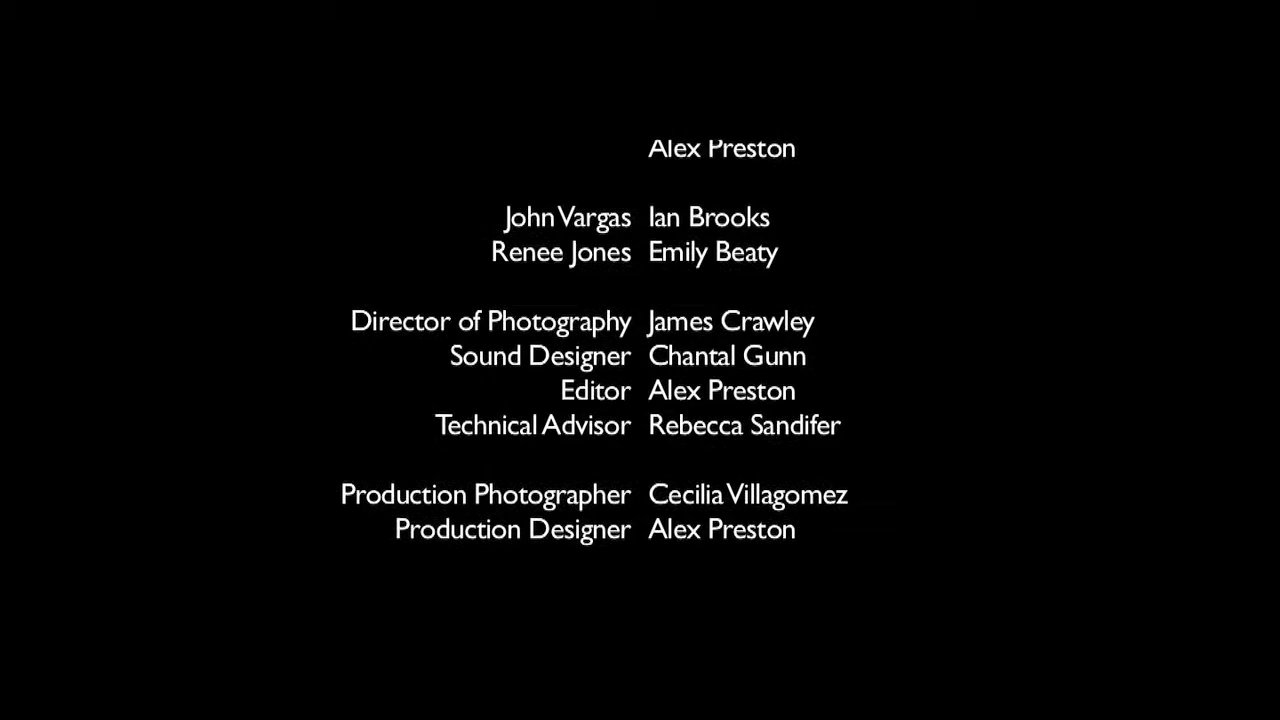 Alex Preston
John Vargas Ian Brooks
Renee Jones Emily Beaty
Director of Photography James Crawley
Sound Designer Chantal Gunn
Editor Alex Preston
Technical Advisor Rebecca Sandifer
Production Photographer Cecilia Villagomez
Production Designer Alex Preston